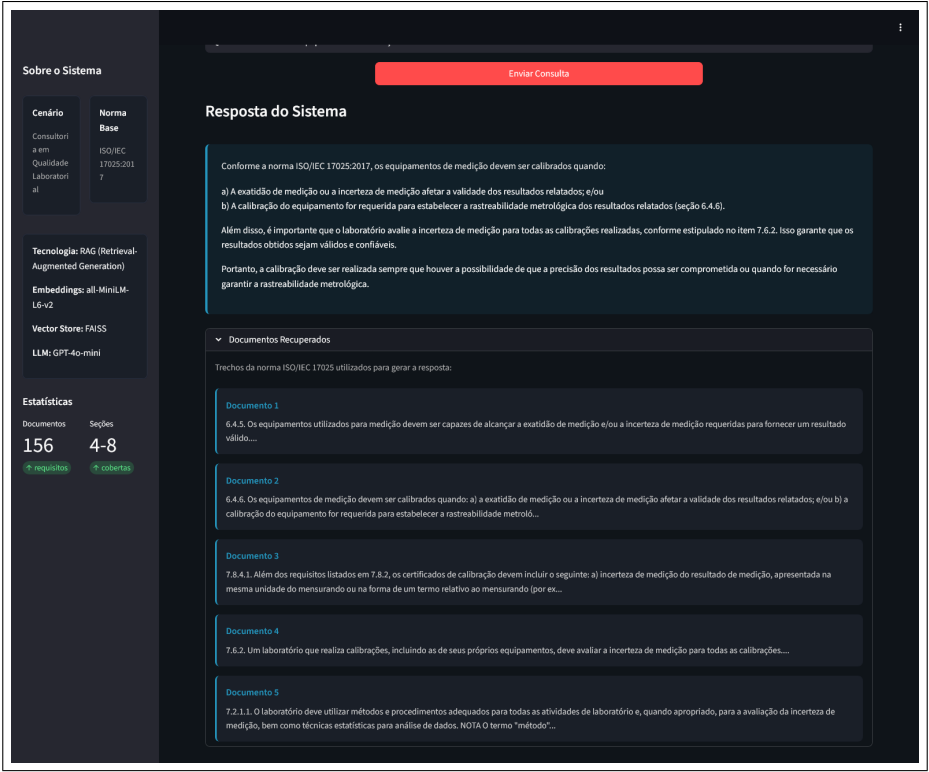 Sobre o Sistema
Cenário
Consultori
a em
Qualidade
Laboratori
al
Norma
Base
ISO/IEC
17025:201
7
Tecnologia: RAG (Retrieval-
Augmented Generation)
Embeddings: all-MiniLM-
L6-v2
Vector Store: FAISS
LLM: GPT-4o-mini
Estatísticas
Documentos
156
↑ requisitos
Seções
4-8
↑ cobertas
Enviar Consulta
Resposta do Sistema
Conforme a norma ISO/IEC 17025:2017, os equipamentos de medição devem ser calibrados quando:
a) A exatidão de medição ou a incerteza de medição afetar a validade dos resultados relatados; e/ou
b) A calibração do equipamento for requerida para estabelecer a rastreabilidade metrológica dos resultados relatados (seção 6.4.6).
Além disso, é importante que o laboratório avalie a incerteza de medição para todas as calibrações realizadas, conforme estipulado no item 7.6.2. Isso garante que os
resultados obtidos sejam válidos e confiáveis.
Portanto, a calibração deve ser realizada sempre que houver a possibilidade de que a precisão dos resultados possa ser comprometida ou quando for necessário
garantir a rastreabilidade metrológica.
Documentos Recuperados
Trechos da norma ISO/IEC 17025 utilizados para gerar a resposta:
Documento 1
6.4.5. Os equipamentos utilizados para medição devem ser capazes de alcançar a exatidão de medição e/ou a incerteza de medição requeridas para fornecer um resultado
válido....
Documento 2
6.4.6. Os equipamentos de medição devem ser calibrados quando: a) a exatidão de medição ou a incerteza de medição afetar a validade dos resultados relatados; e/ou b) a
calibração do equipamento for requerida para estabelecer a rastreabilidade metroló...
Documento 3
7.8.4.1. Além dos requisitos listados em 7.8.2, os certificados de calibração devem incluir o seguinte: a) incerteza de medição do resultado de medição, apresentada na
mesma unidade do mensurando ou na forma de um termo relativo ao mensurando (por ex...
Documento 4
7.6.2. Um laboratório que realiza calibrações, incluindo as de seus próprios equipamentos, deve avaliar a incerteza de medição para todas as calibrações....
Documento 5
7.2.1.1. O laboratório deve utilizar métodos e procedimentos adequados para todas as atividades de laboratório e, quando apropriado, para a avaliação da incerteza de
medição, bem como técnicas estatísticas para análise de dados. NOTA O termo "método"...